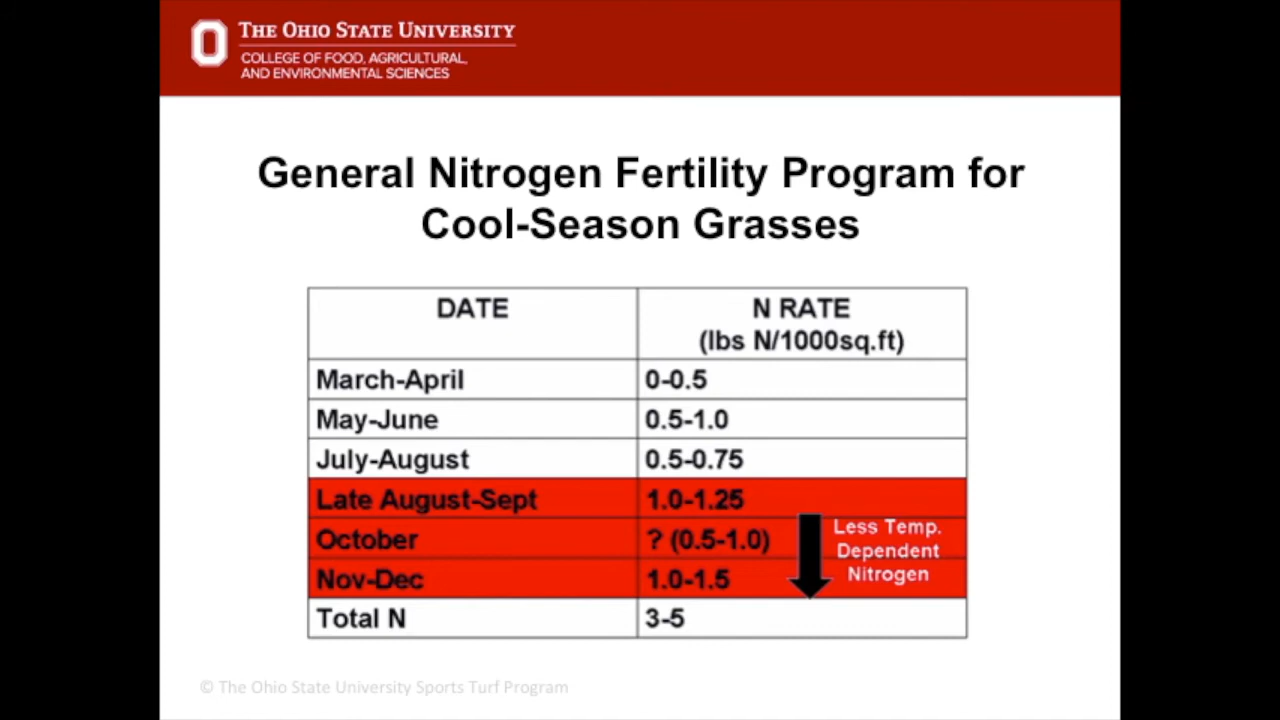 THE OHIO STATE UNIVERSITY
COLLEGE OF FOOD, AGRICULTURAL,
AND ENVIRONMENTAL SCIENCES
General Nitrogen Fertility Program for
Cool-Season Grasses
DATE
N RATE
(lbs N/1000sq.ft)
March-April 0-0.5
May-June 0.5-1.0
July-August 0.5-0.75
Late August-Sept 1.0-1.25
October ? (0.5-1.0)
Nov-Dec 1.0-1.5
Less Temp.
Dependent
Nitrogen
Total N 3-5
© The Ohio State University Sports Turf Program